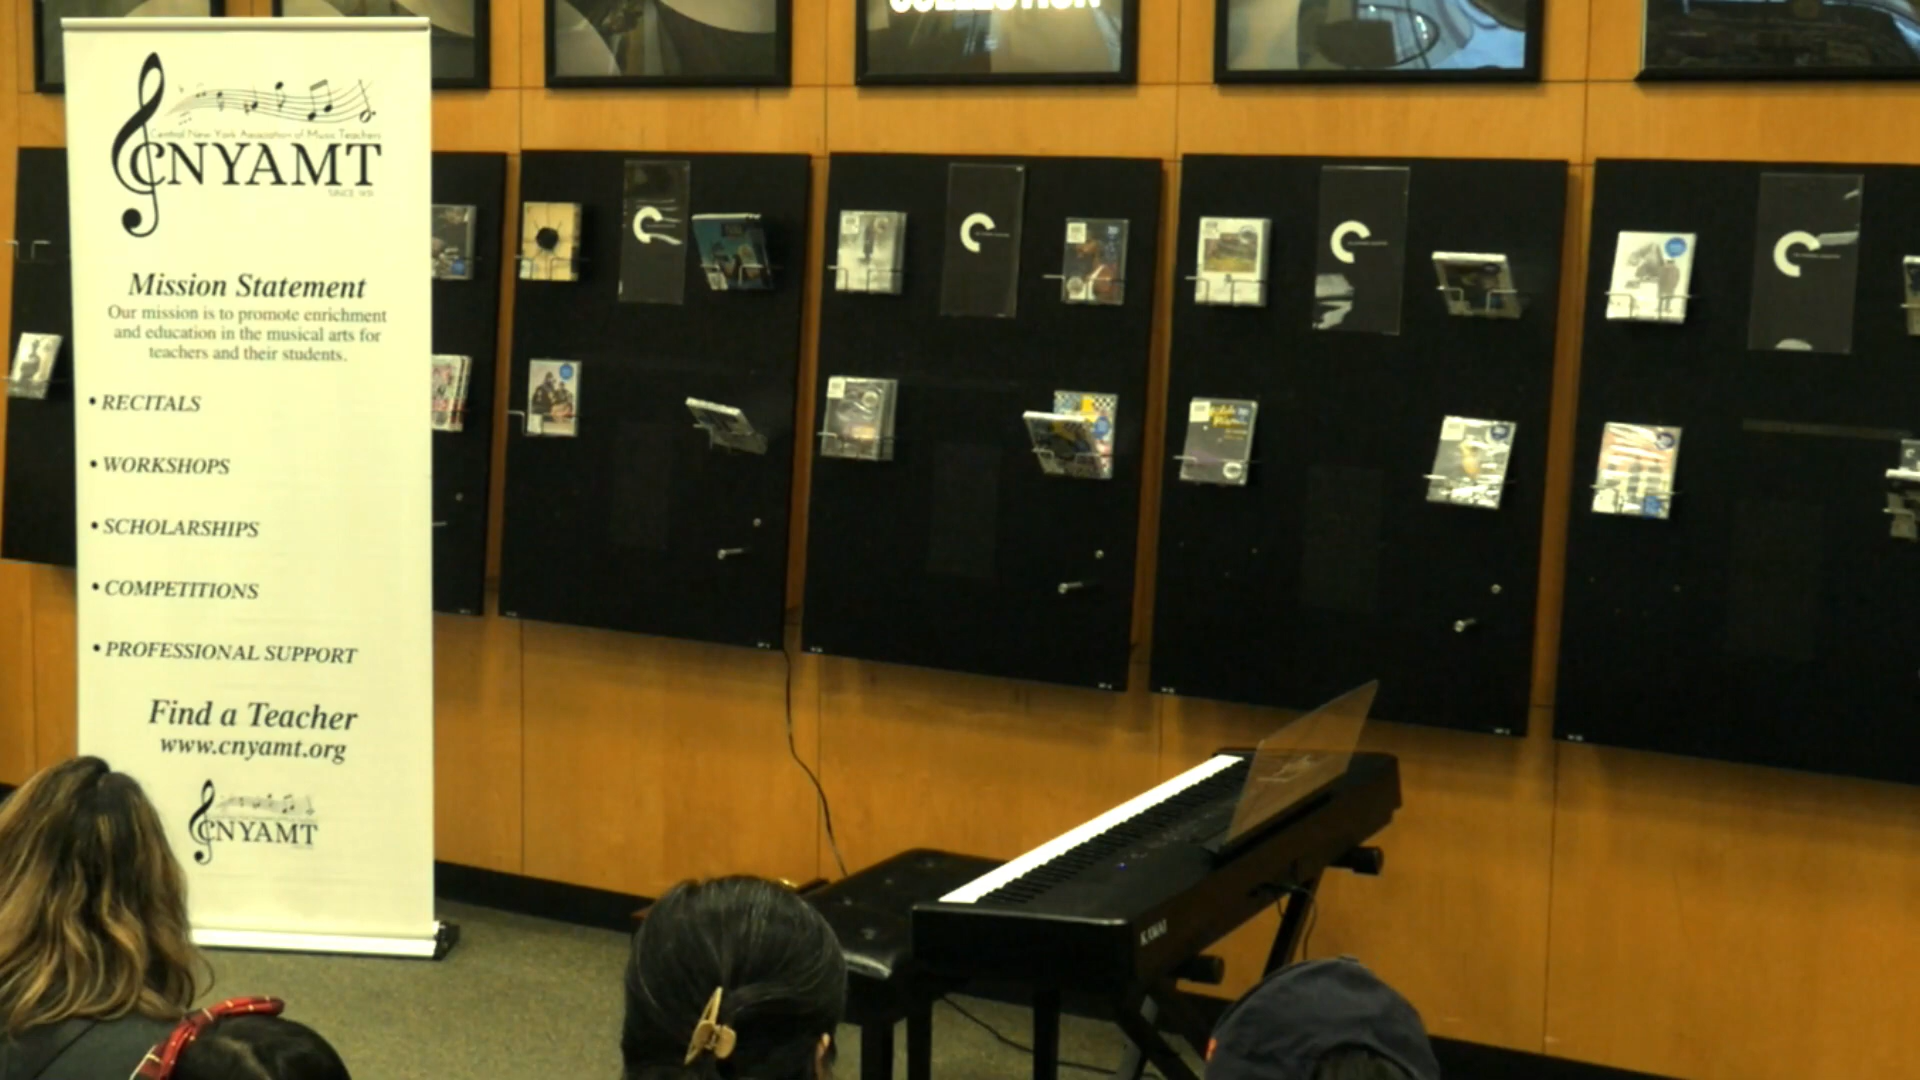 COLLECTION
Central New York Association of Music Teachers
CNYAMT
Mission Statement
Our mission is to promote enrichment
and education in the musical arts for
teachers and their students.
• RECITALS
• WORKSHOPS
• SCHOLARSHIPS
• COMPETITIONS
• PROFESSIONAL SUPPORT
Find a Teacher
www.cnyamt.org
CNYAMT
KAWAI